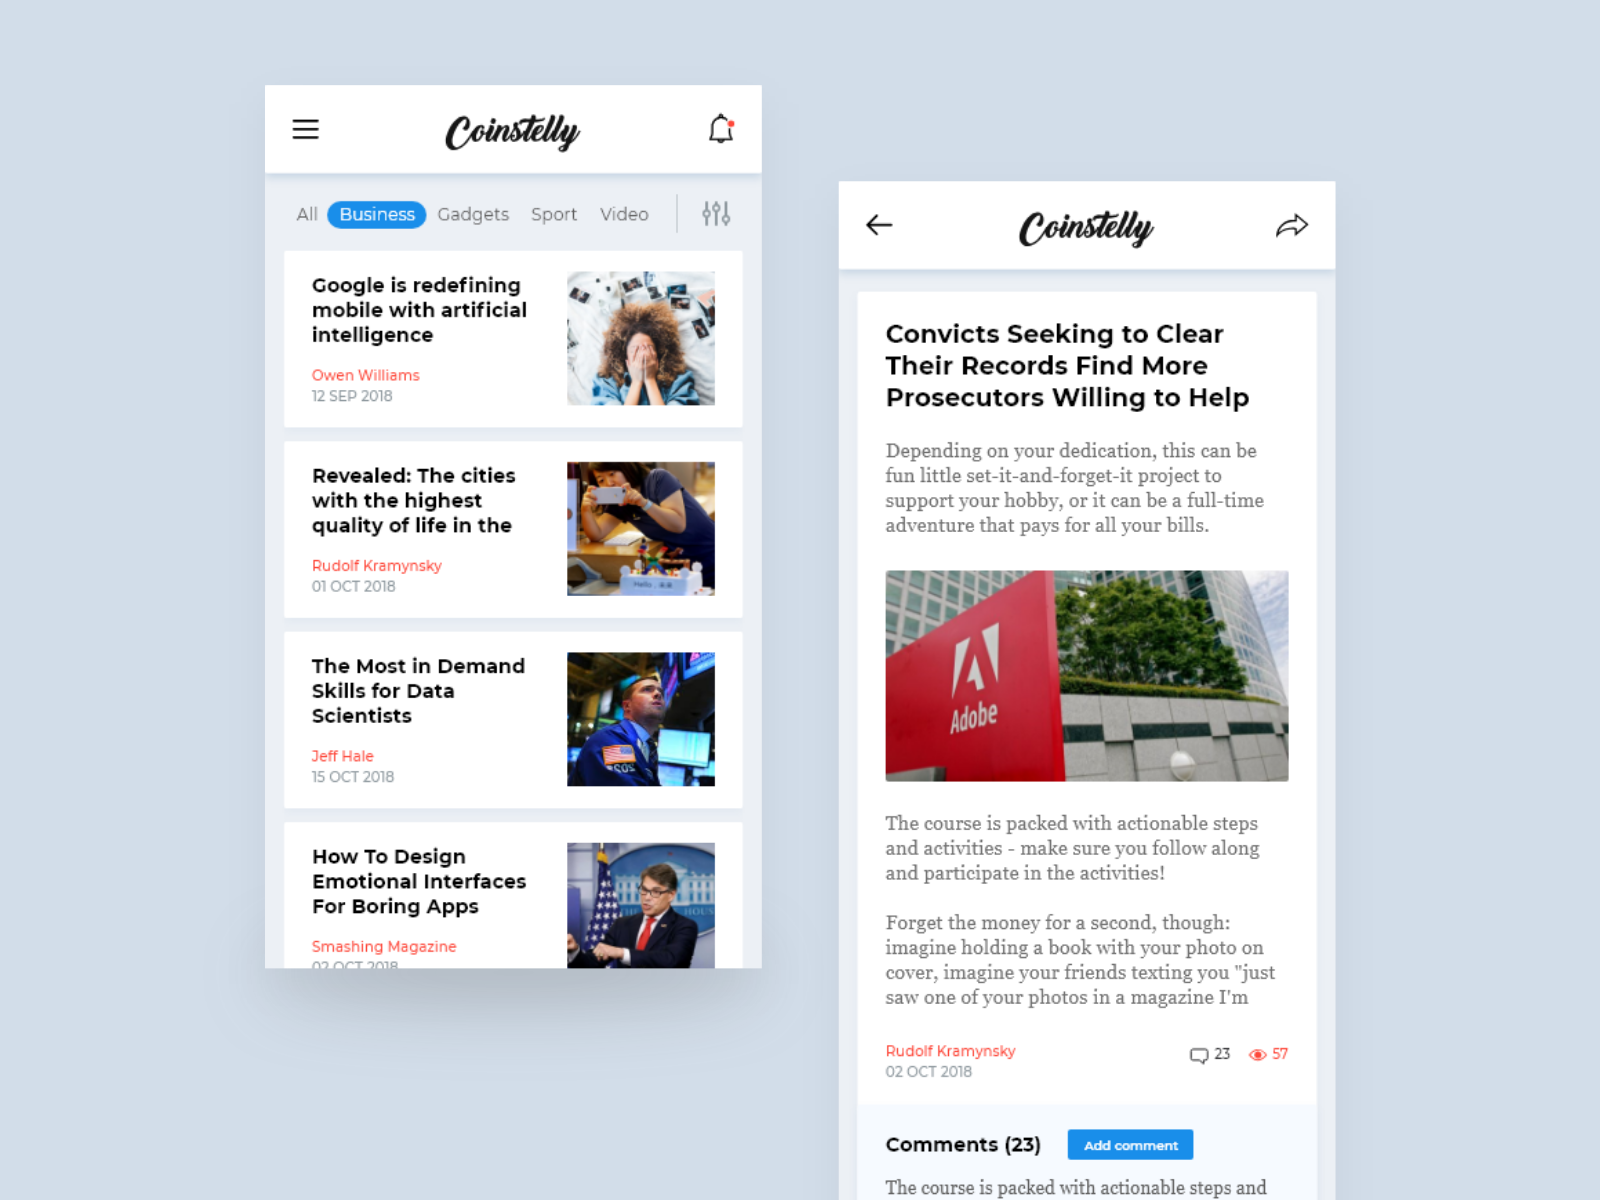 Coinstelly
All Business Gadgets Sport Video
Google is redefining
mobile with artificial
intelligence
Owen Williams
12 SEP 2018
Revealed: The cities
with the highest
quality of life in the
Rudolf Kramynsky
01 OCT 2018
Hello
The Most in Demand
Skills for Data
Scientists
Jeff Hale
15 OCT 2018
How To Design
Emotional Interfaces
For Boring Apps
Smashing Magazine
02 OCT 2018
Coinstelly
Convicts Seeking to Clear
Their Records Find More
Prosecutors Willing to Help
Depending on your dedication, this can be
fun little set-it-and-forget-it project to
support your hobby, or it can be a full-time
adventure that pays for all your bills.
Adobe
The course is packed with actionable steps
and activities - make sure you follow along
and participate in the activities!
Forget the money for a second, though:
imagine holding a book with your photo on
cover, imagine your friends texting you "just
saw one of your photos in a magazine I'm
Rudolf Kramynsky
02 OCT 2018
23 57
Comments (23) Add comment
The course is packed with actionable steps and